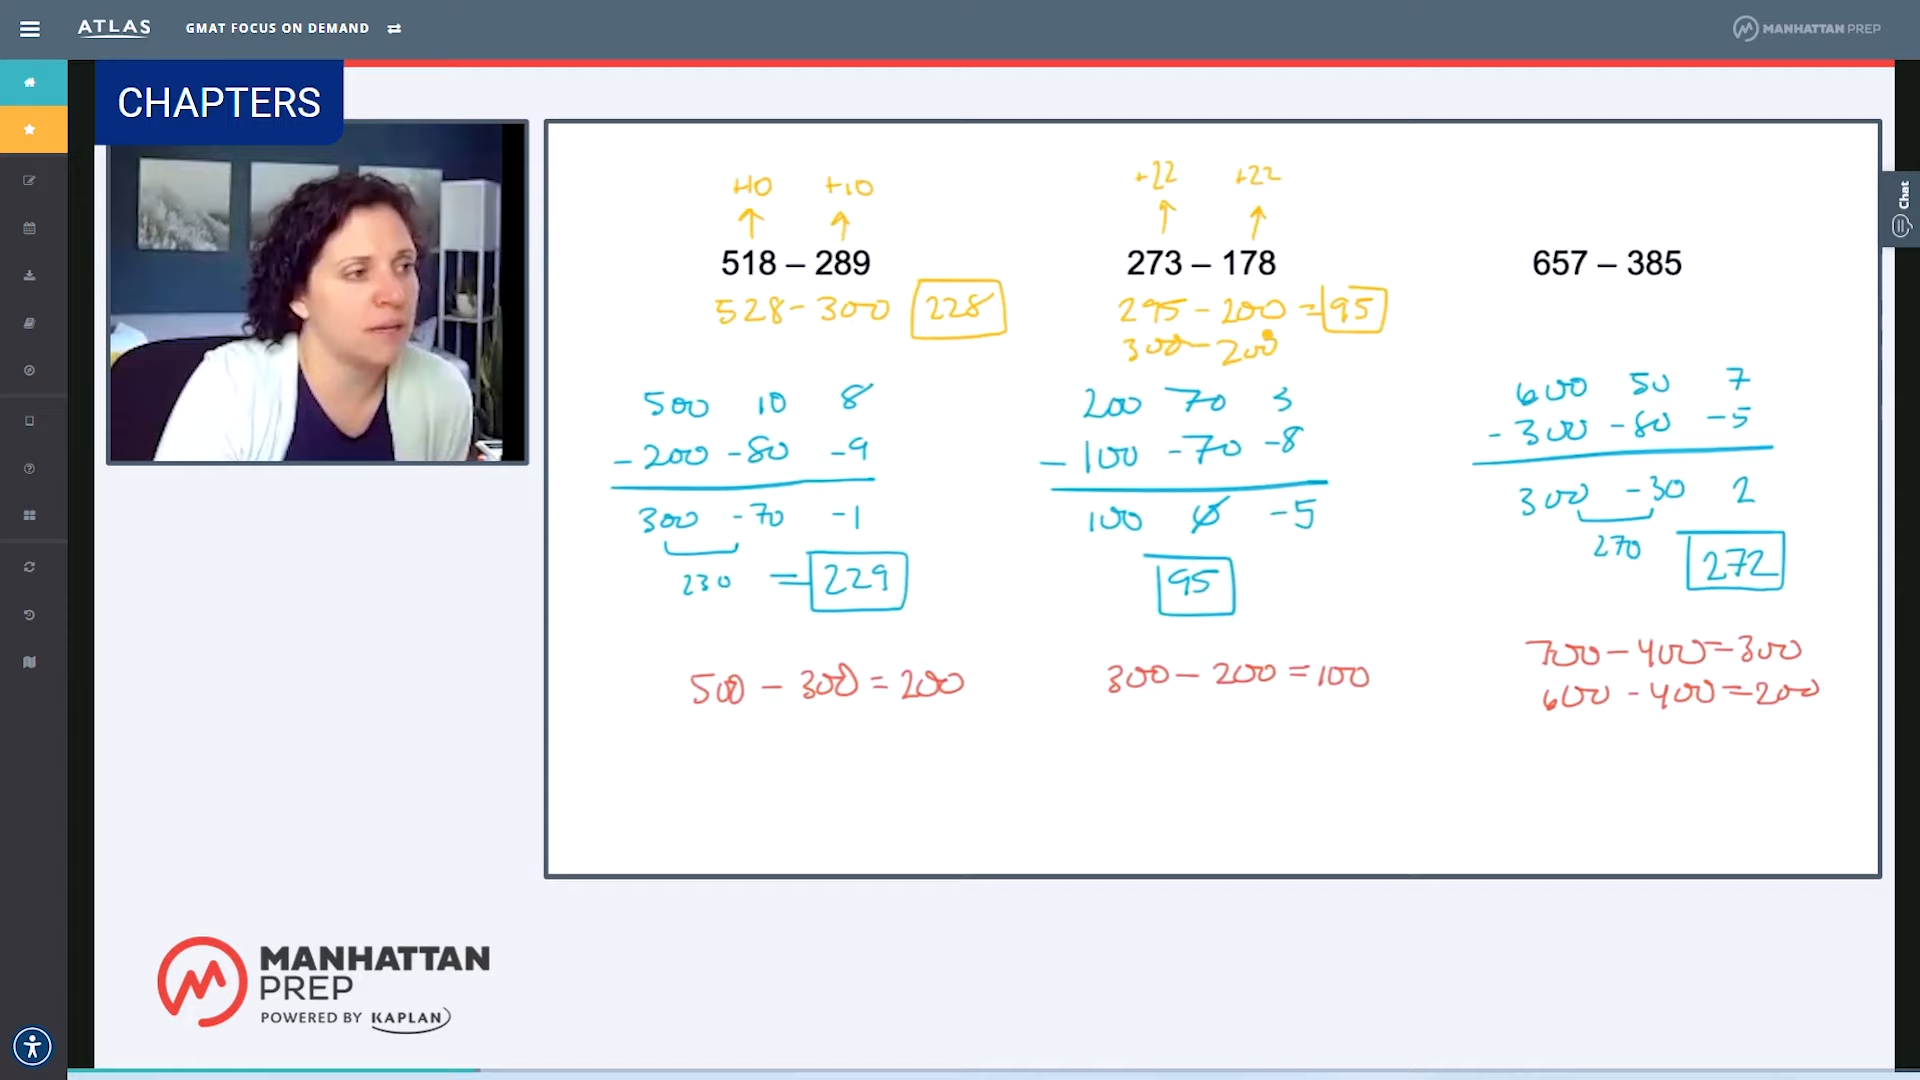 ATLAS GMAT FOCUS ON DEMAND
MANHATTAN PREP
CHAPTERS
Chat
+10 +10
518 – 289
528 - 300 228
500 10 8
- 200 - 80 - 9
300 - 70 - 1
230 = 229
500 - 300 = 200
+22 +22
273 – 178
295 - 200 = 95
300 - 200
200 70 3
- 100 - 70 - 8
100 0 - 5
95
300 - 200 = 100
657 – 385
600 50 7
- 300 - 80 - 5
300 - 30 2
270 272
700 - 400 = 300
600 - 400 = 200
MANHATTAN
PREP
POWERED BY KAPLAN